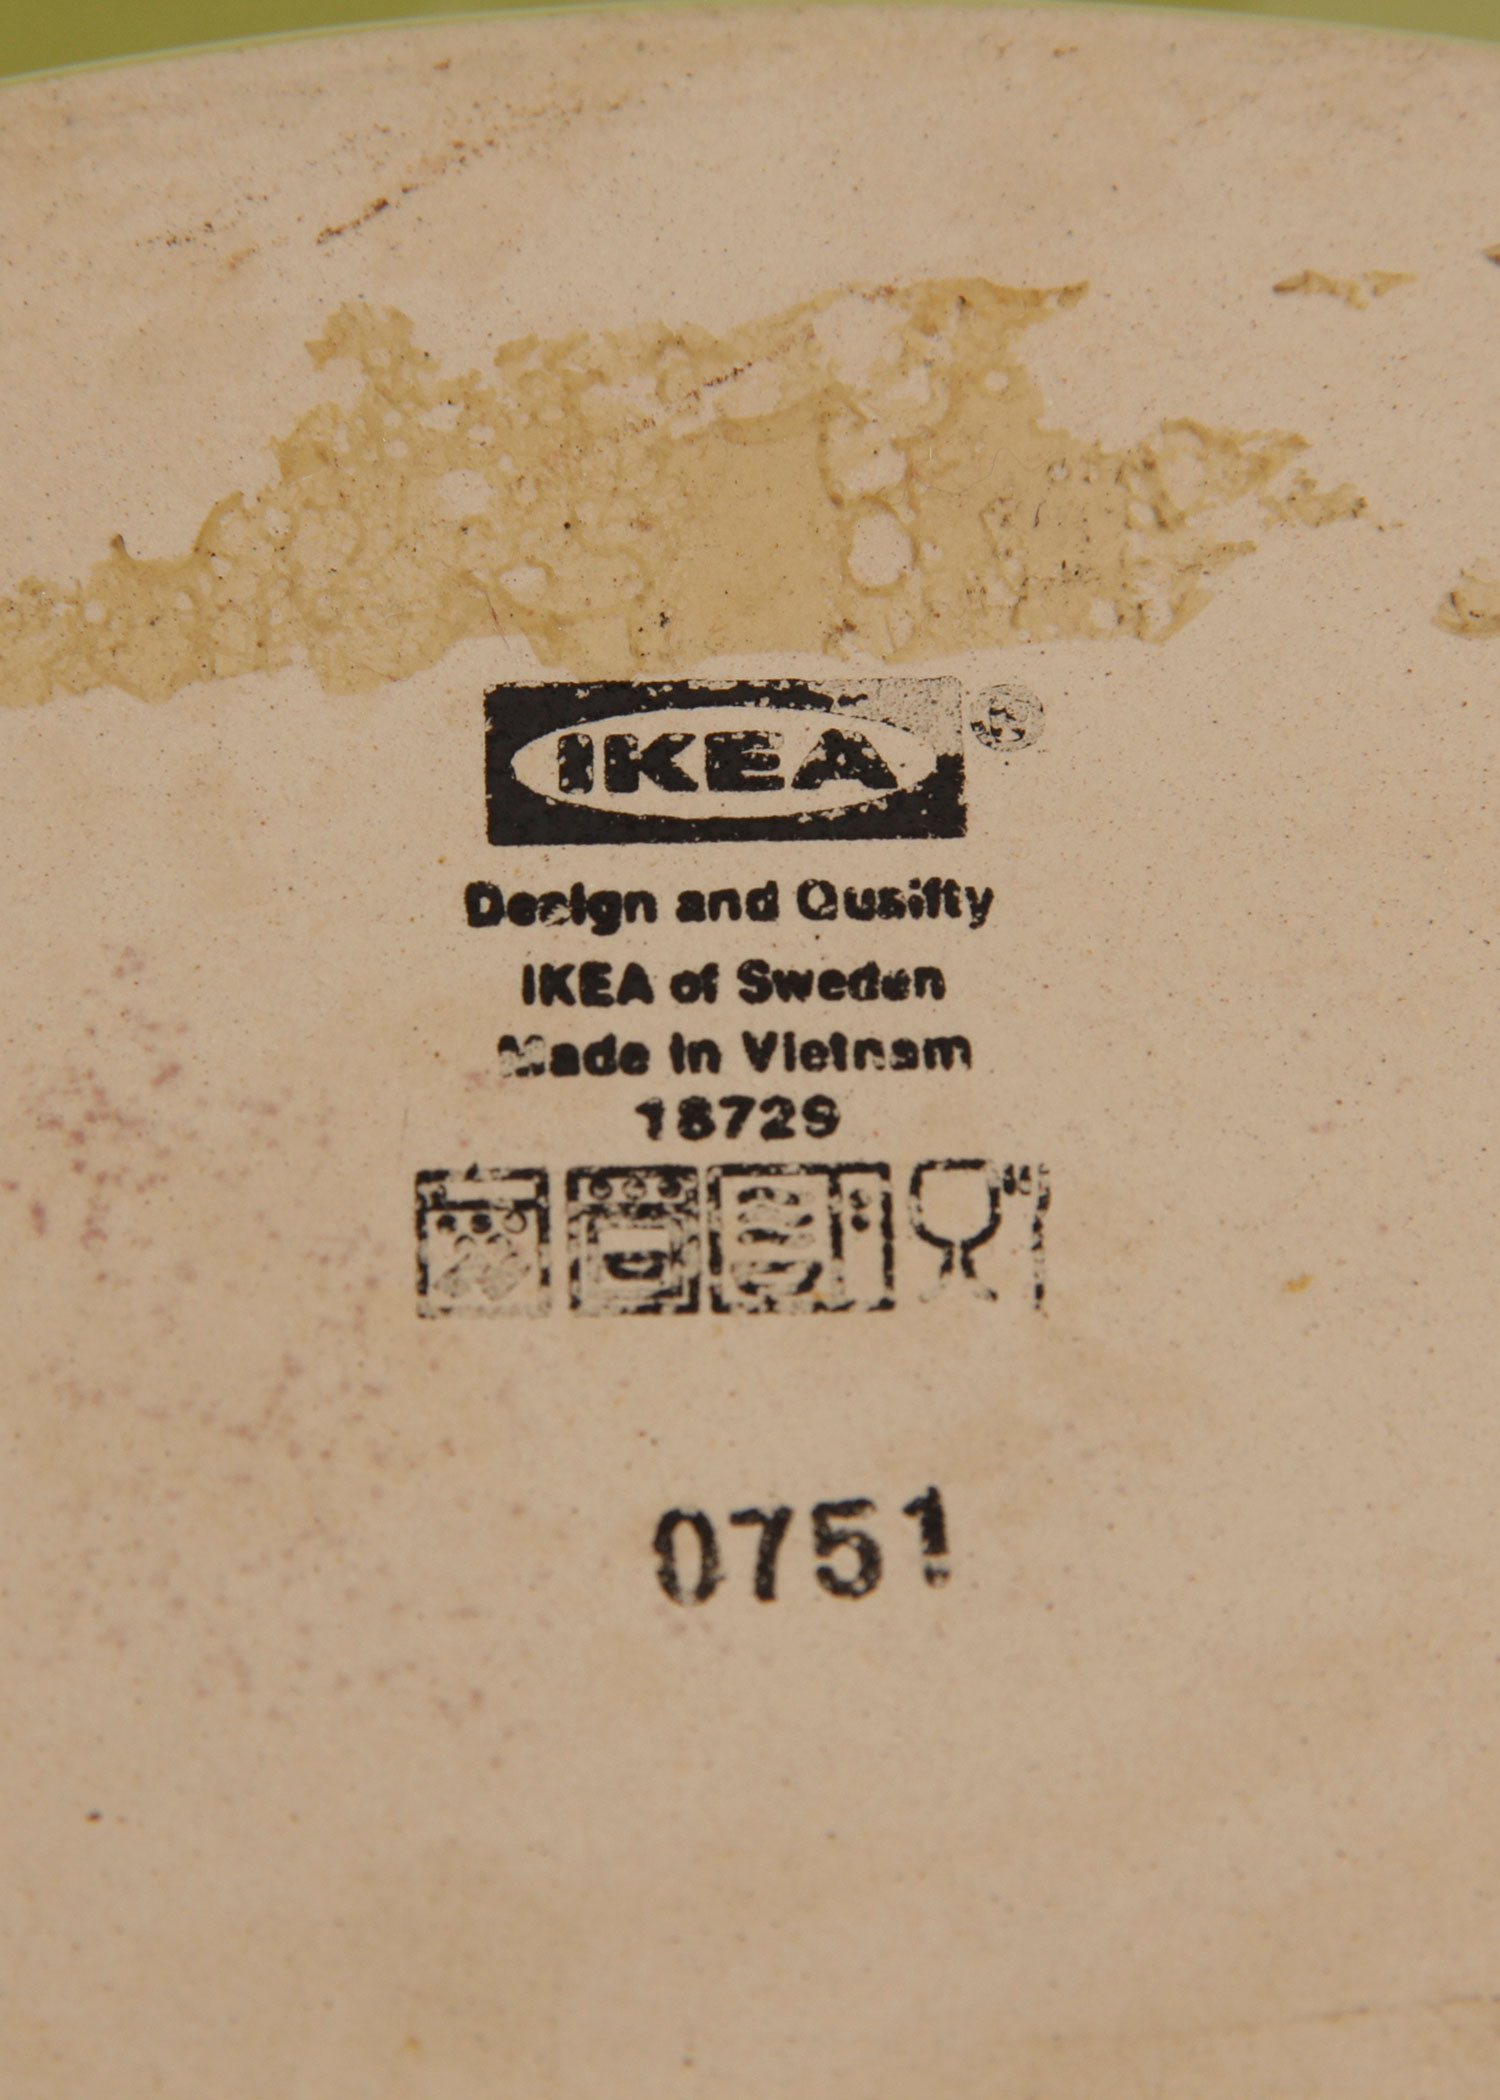 IKEA®
Design and Quality
IKEA of Sweden
Made in Vietnam
18729
0751